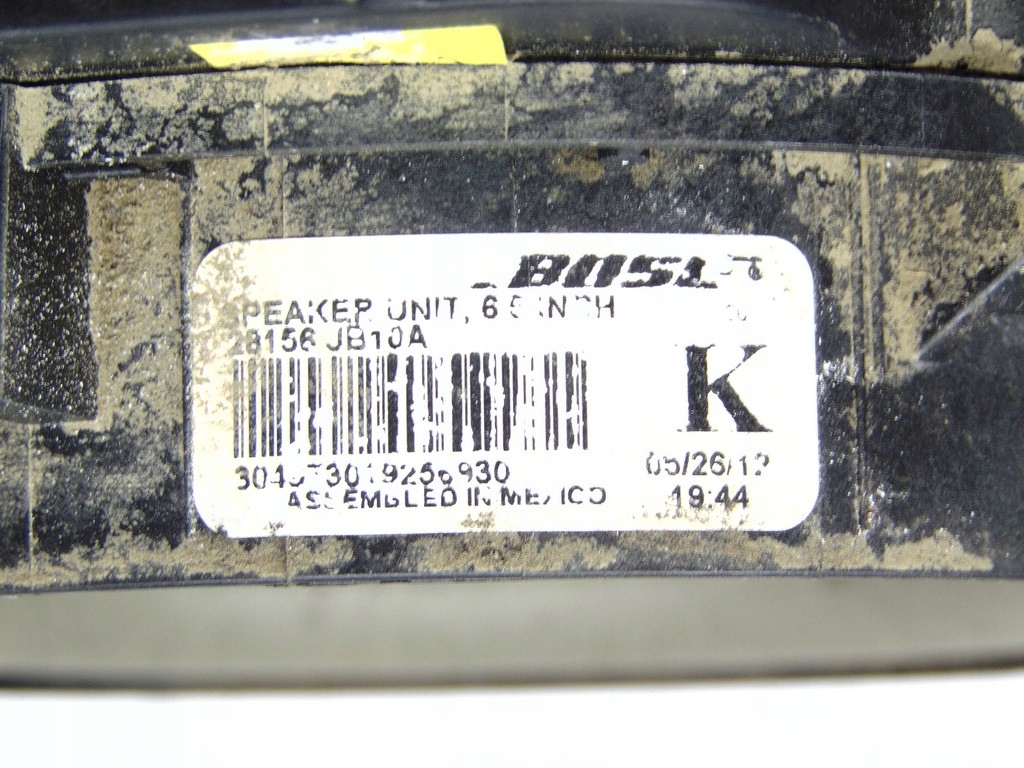 BOSE
SPEAKER UNIT, 6.5 INCH
28156 JB10A
K
05/26/12
19:44
ASSEMBLED IN MEXICO